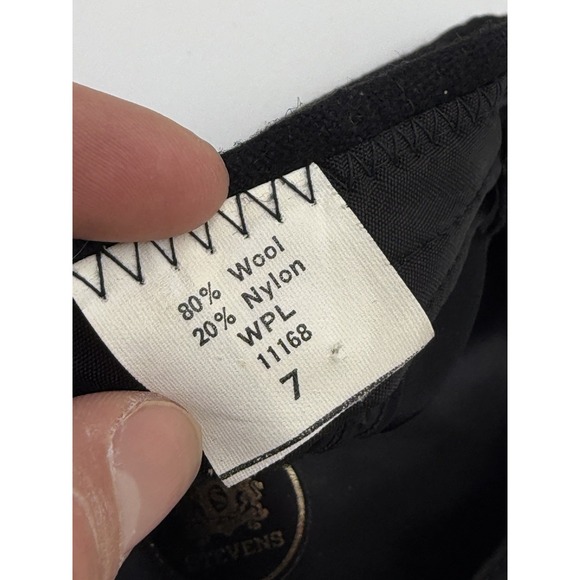 80% Wool
20% Nylon
WPL
11168
7
S
STEVENS